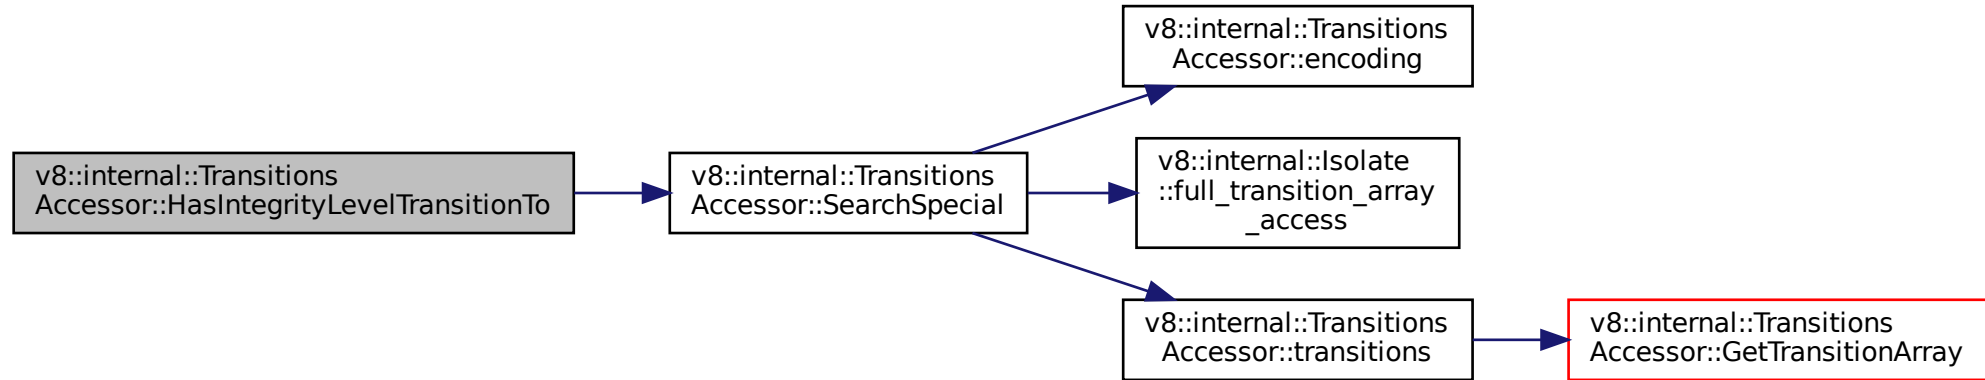 v8::internal::Transitions
Accessor::HasIntegrityLevelTransitionTo
v8::internal::Transitions
Accessor::SearchSpecial
v8::internal::Transitions
Accessor::encoding
v8::internal::Isolate
::full_transition_array
_access
v8::internal::Transitions
Accessor::transitions
v8::internal::Transitions
Accessor::GetTransitionArray